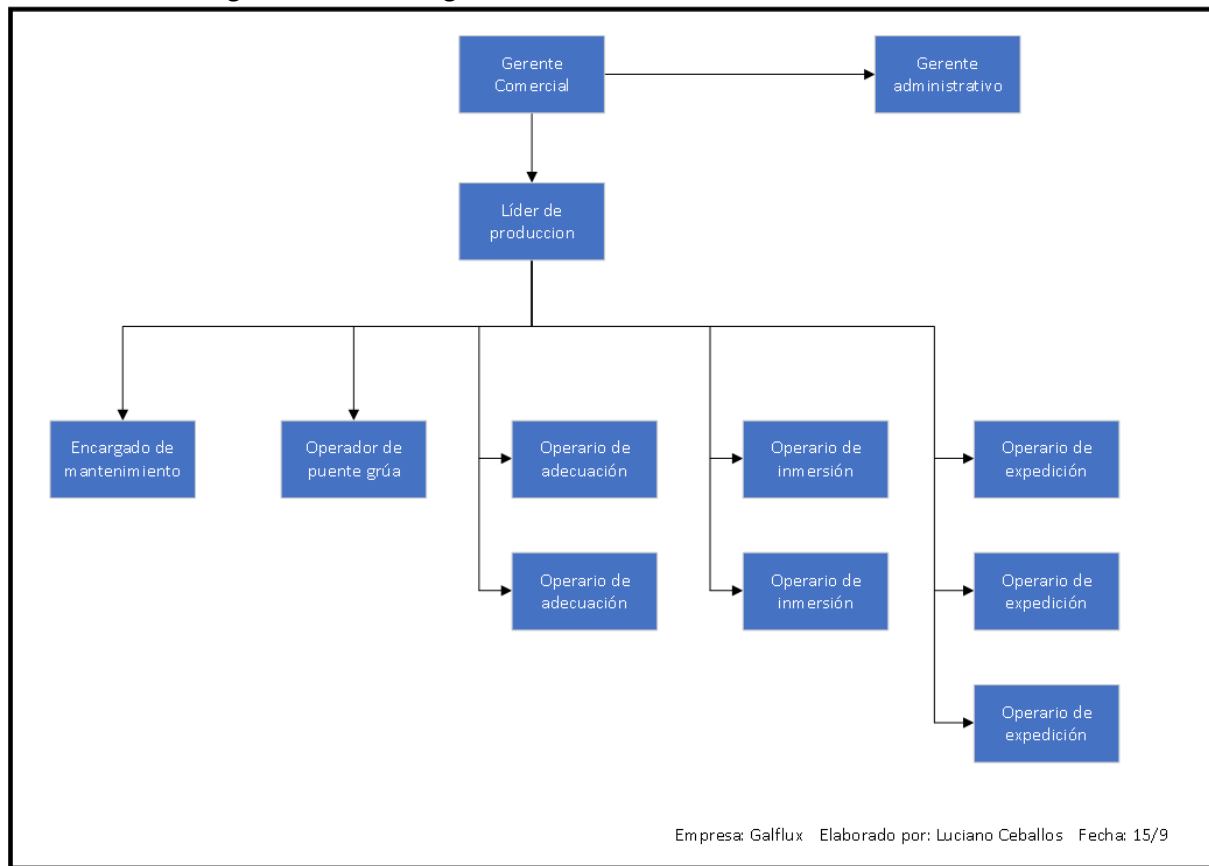 Gerente
Comercial
Gerente
administrativo
Líder de
produccion
Encargado de
mantenimiento
Operador de
puente grúa
Operario de
adecuación
Operario de
inmersión
Operario de
expedición
Operario de
adecuación
Operario de
inmersión
Operario de
expedición
Operario de
expedición
Empresa: Galflux Elaborado por: Luciano Ceballos Fecha: 15/9